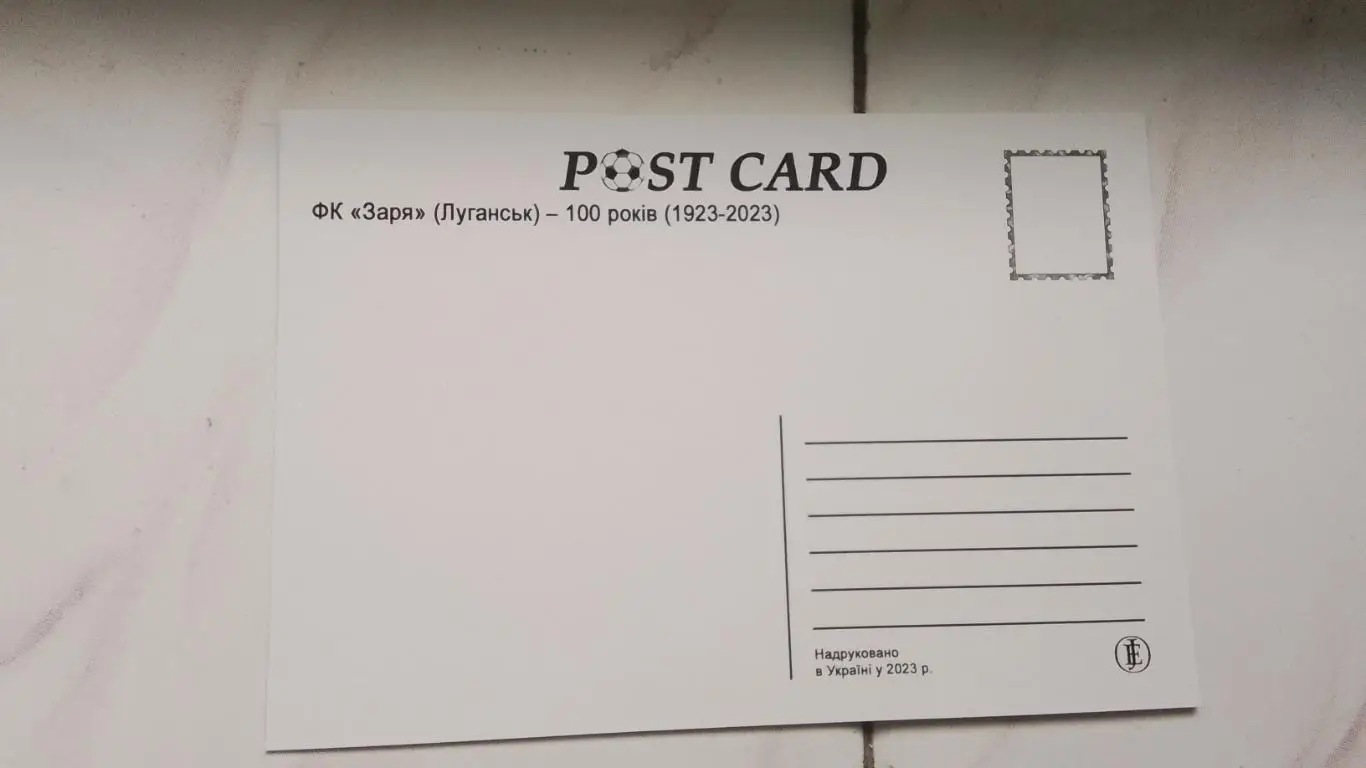 POST CARD
ФК «Заря» (Луганськ) – 100 років (1923-2023)
Надруковано
в Україні у 2023 р.